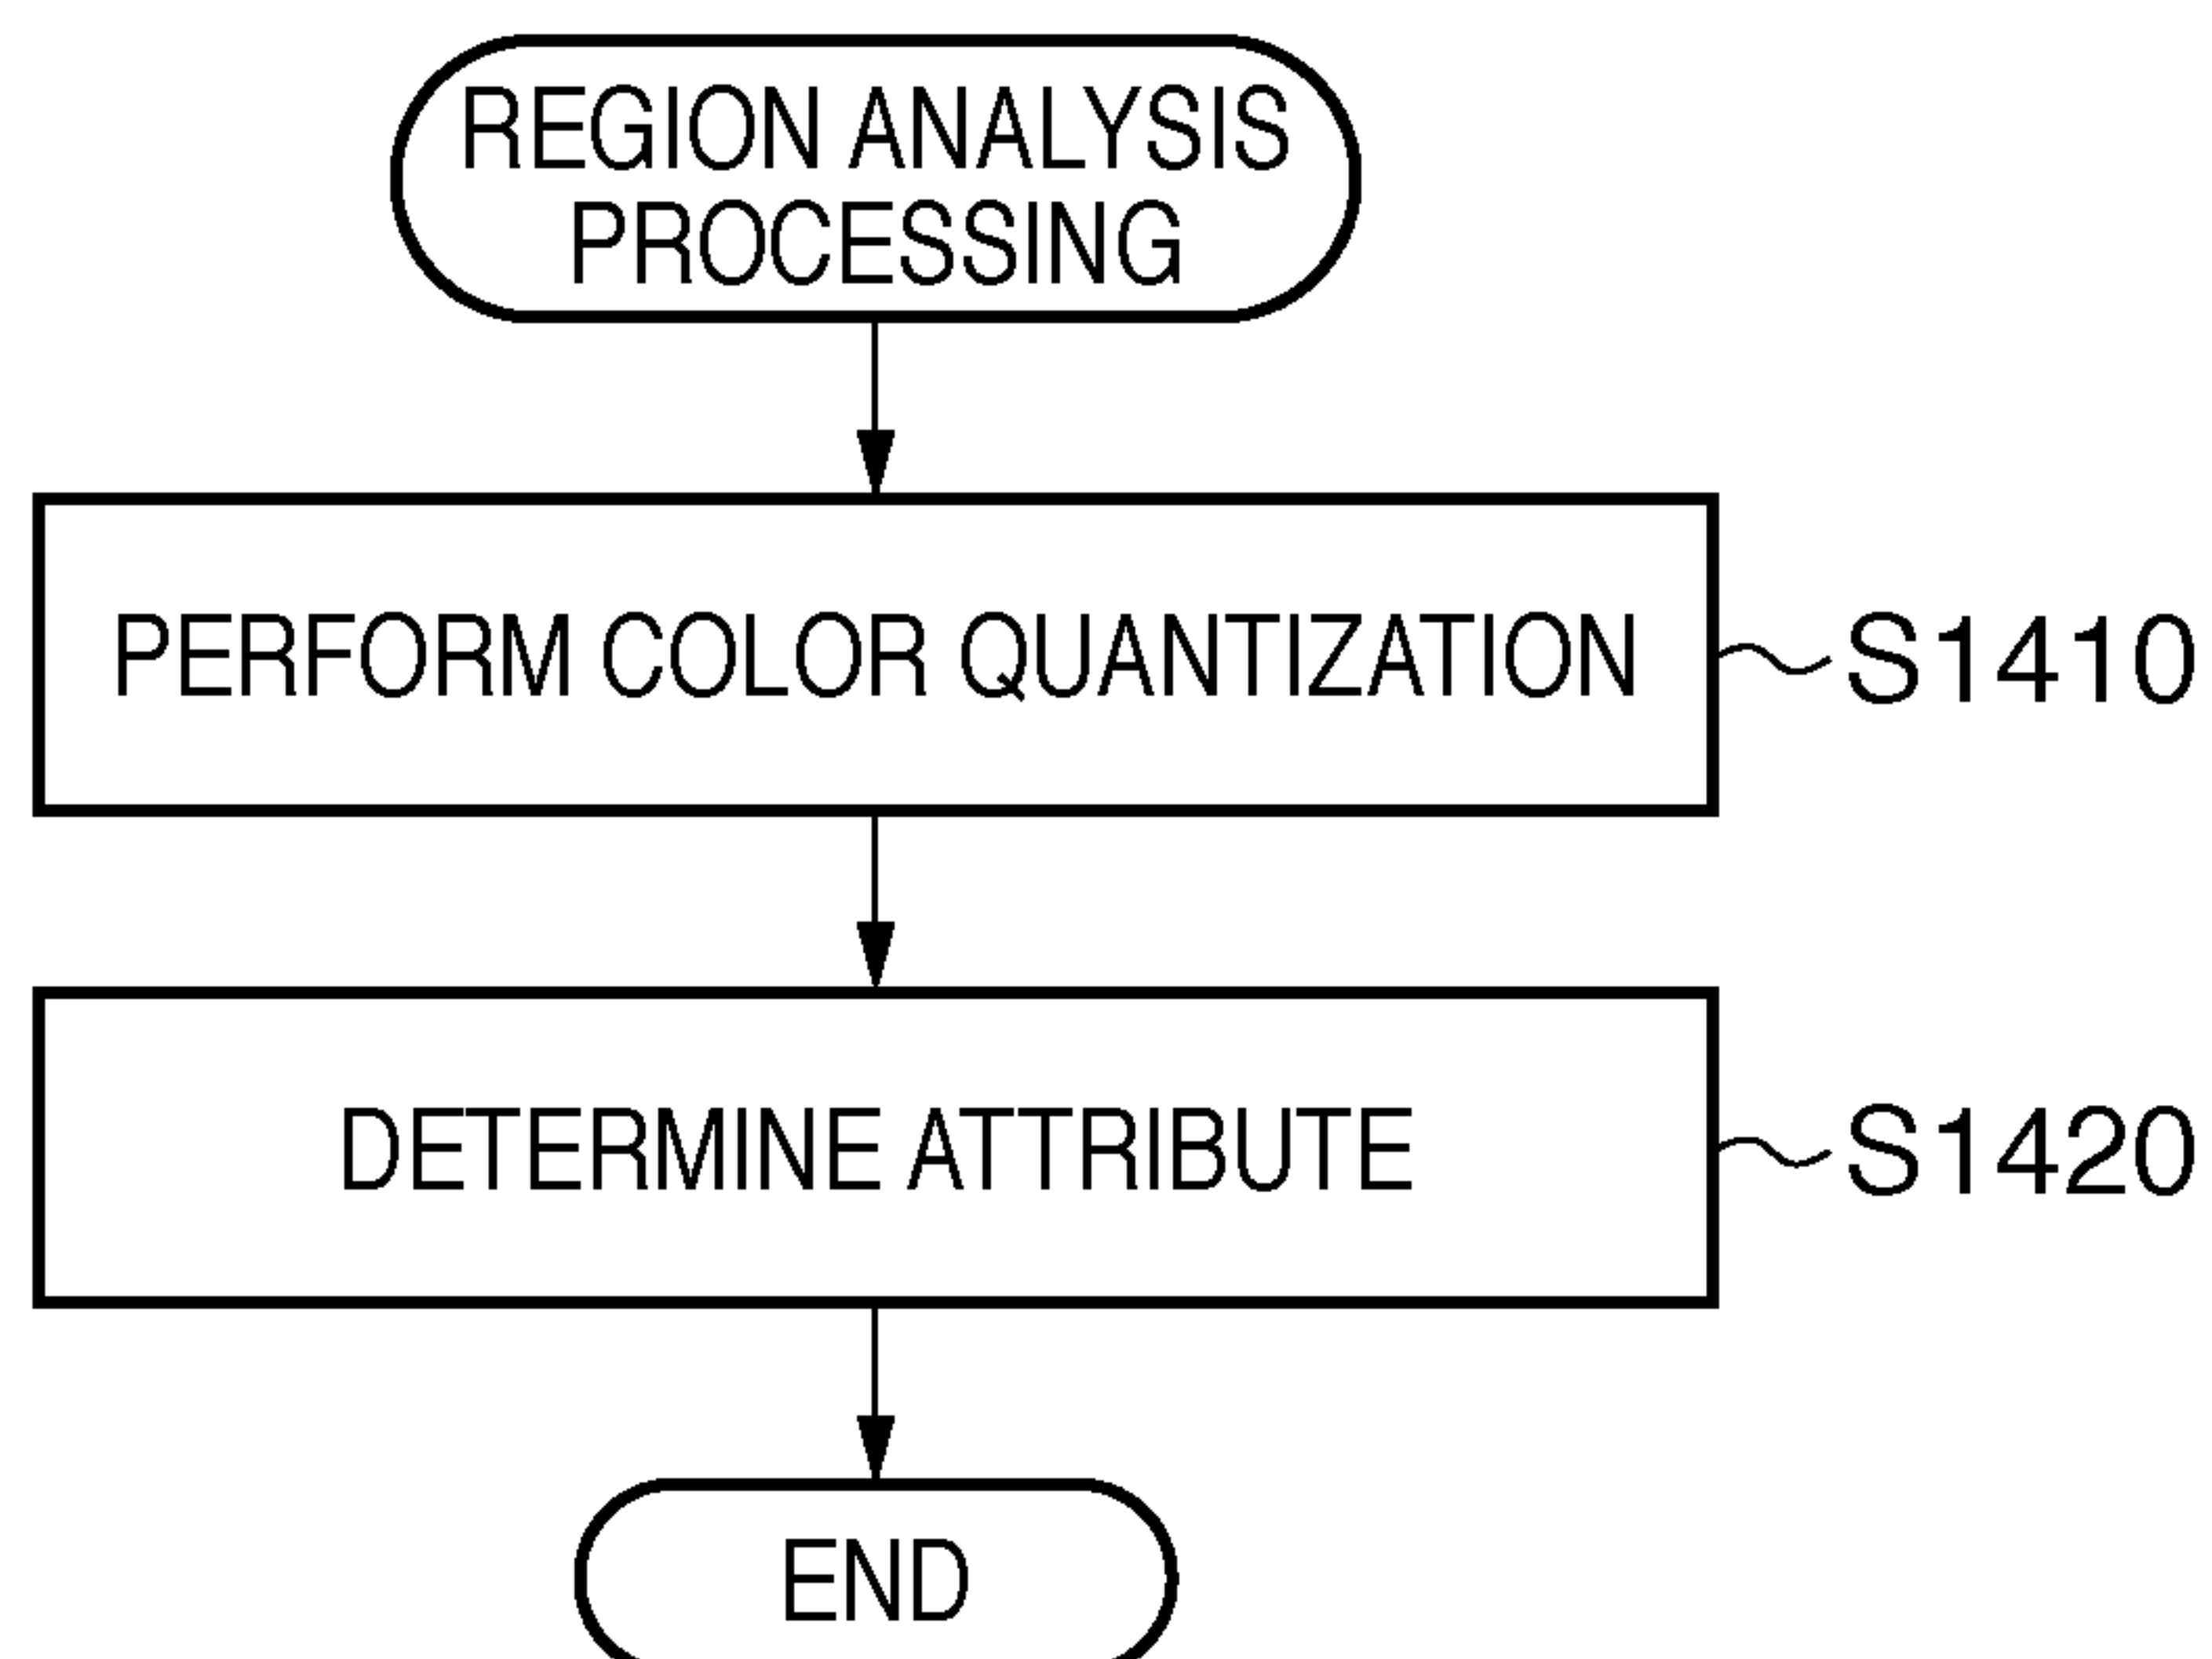 REGION ANALYSIS
PROCESSING
PERFORM COLOR QUANTIZATION
S1410
DETERMINE ATTRIBUTE
S1420
END